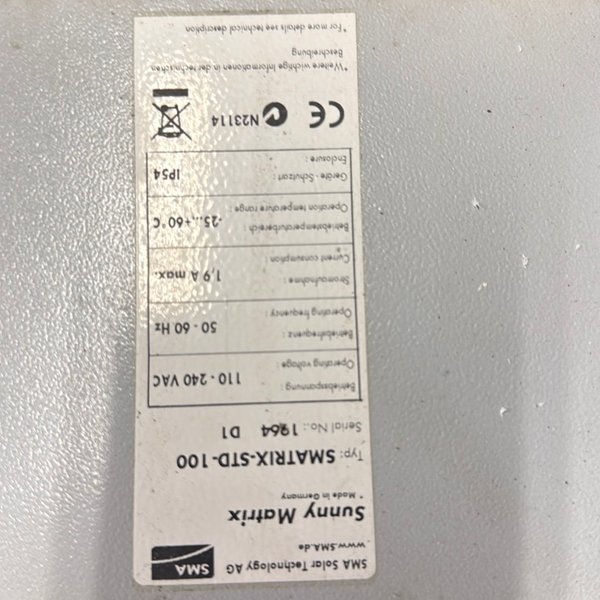 SMA Solar Technology AG
www.SMA.de
SMA
Sunny Matrix
* Made in Germany
Typ: SMATRIX-STD-100
Serial No.: 1964 D1
Betriebsspannung : 110 - 240 VAC
Operating voltage :
Betriebsfrequenz : 50 - 60 Hz
Operating frequency :
Stromaufnahme : 1,9 A max.
Current consumption :
Betriebstemperaturbereich : -25...+60°C
Operation temperature range :
Geräte-Schutzart : IP54
Enclosure :
CE N23114
*Weitere wichtige Informationen in der technischen
Beschreibung
*For more details see technical description